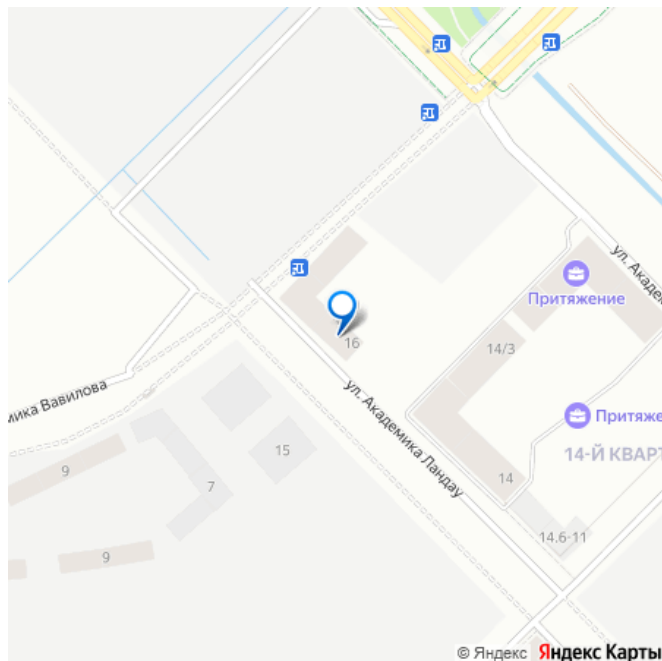 ул. Акаде
Притяжение
16
14/3
ул. Академика Ландау
мика Вавилова
Притяже
15
14-Й КВАРТ
9
7
14
14.6-11
9
© Яндекс Яндекс Карты